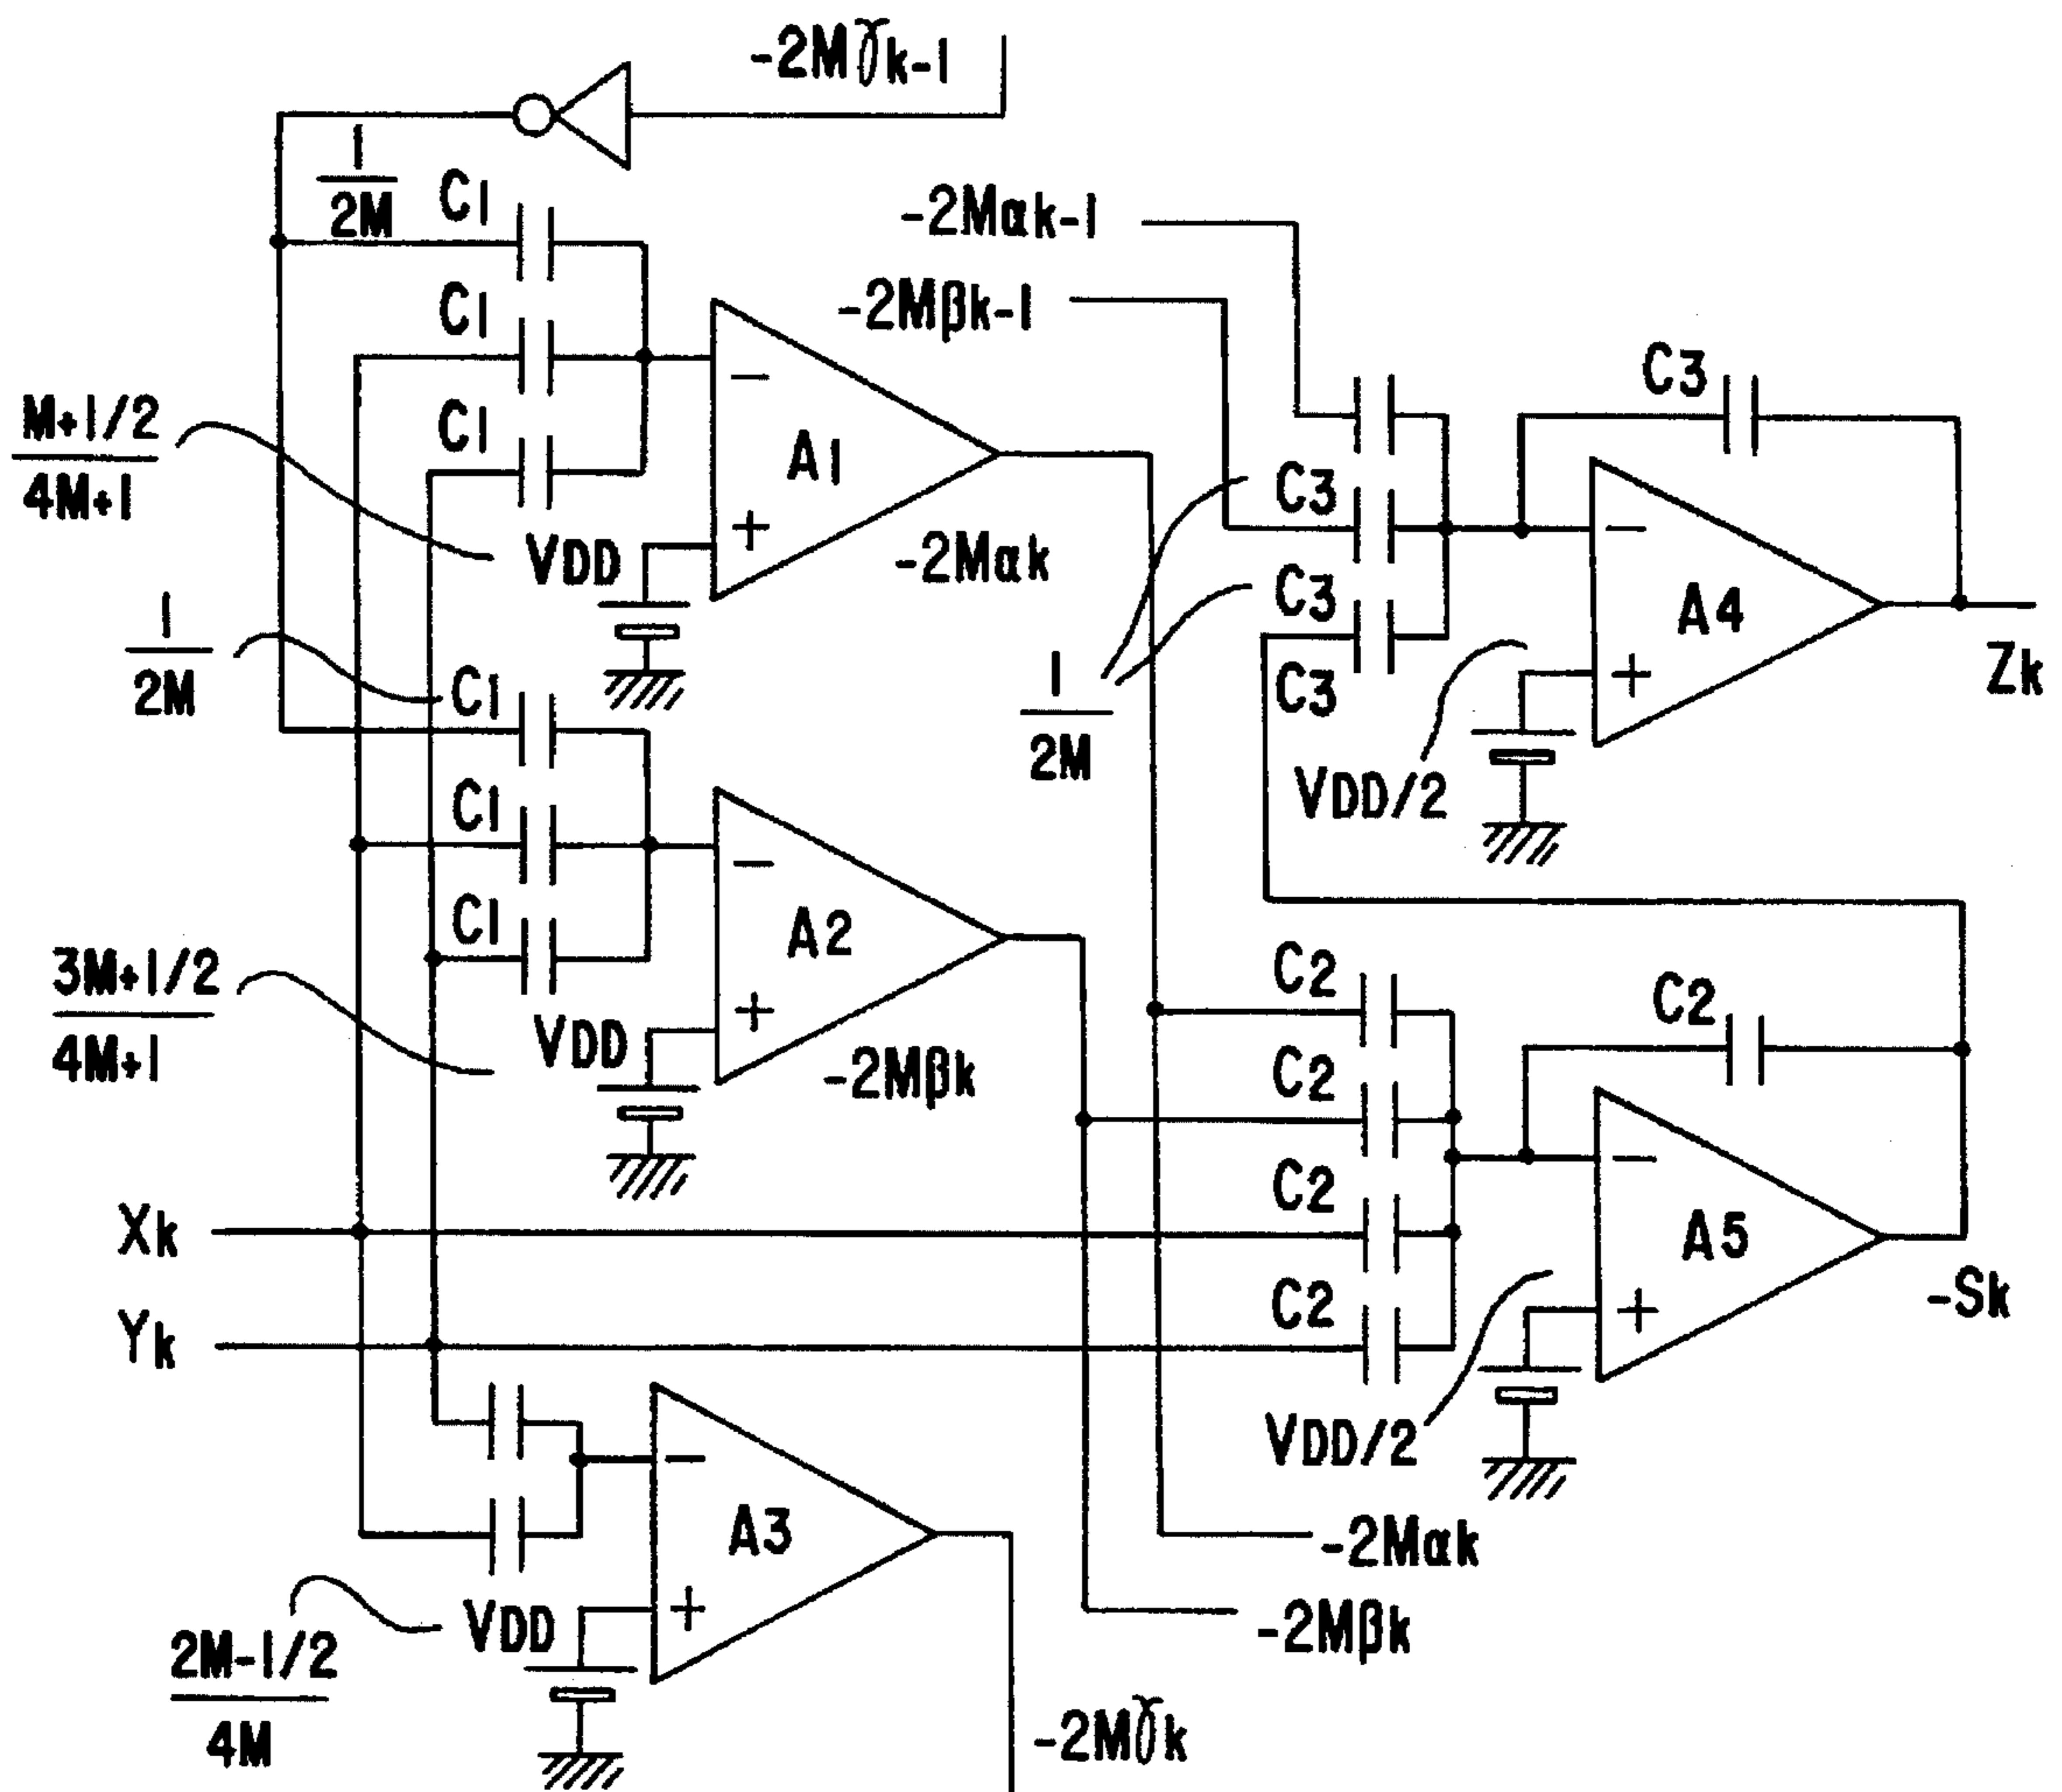 -2Mγk-1
1
2M
C1
-2Mαk-1
C1
-2Mβk-1
C3
M+1/2
4M+1
C1
−
A1
+
VDD
-2Mαk
C3
−
C3
A4
+
Zk
1
2M
C1
C3
1
2M
VDD/2
C1
−
C1
A2
+
3M+1/2
4M+1
VDD
-2Mβk
C2
C2
C2
−
C2
A5
+
-Sk
Xk
C2
Yk
VDD/2
−
A3
+
-2Mαk
VDD
-2Mβk
2M-1/2
4M
-2Mγk